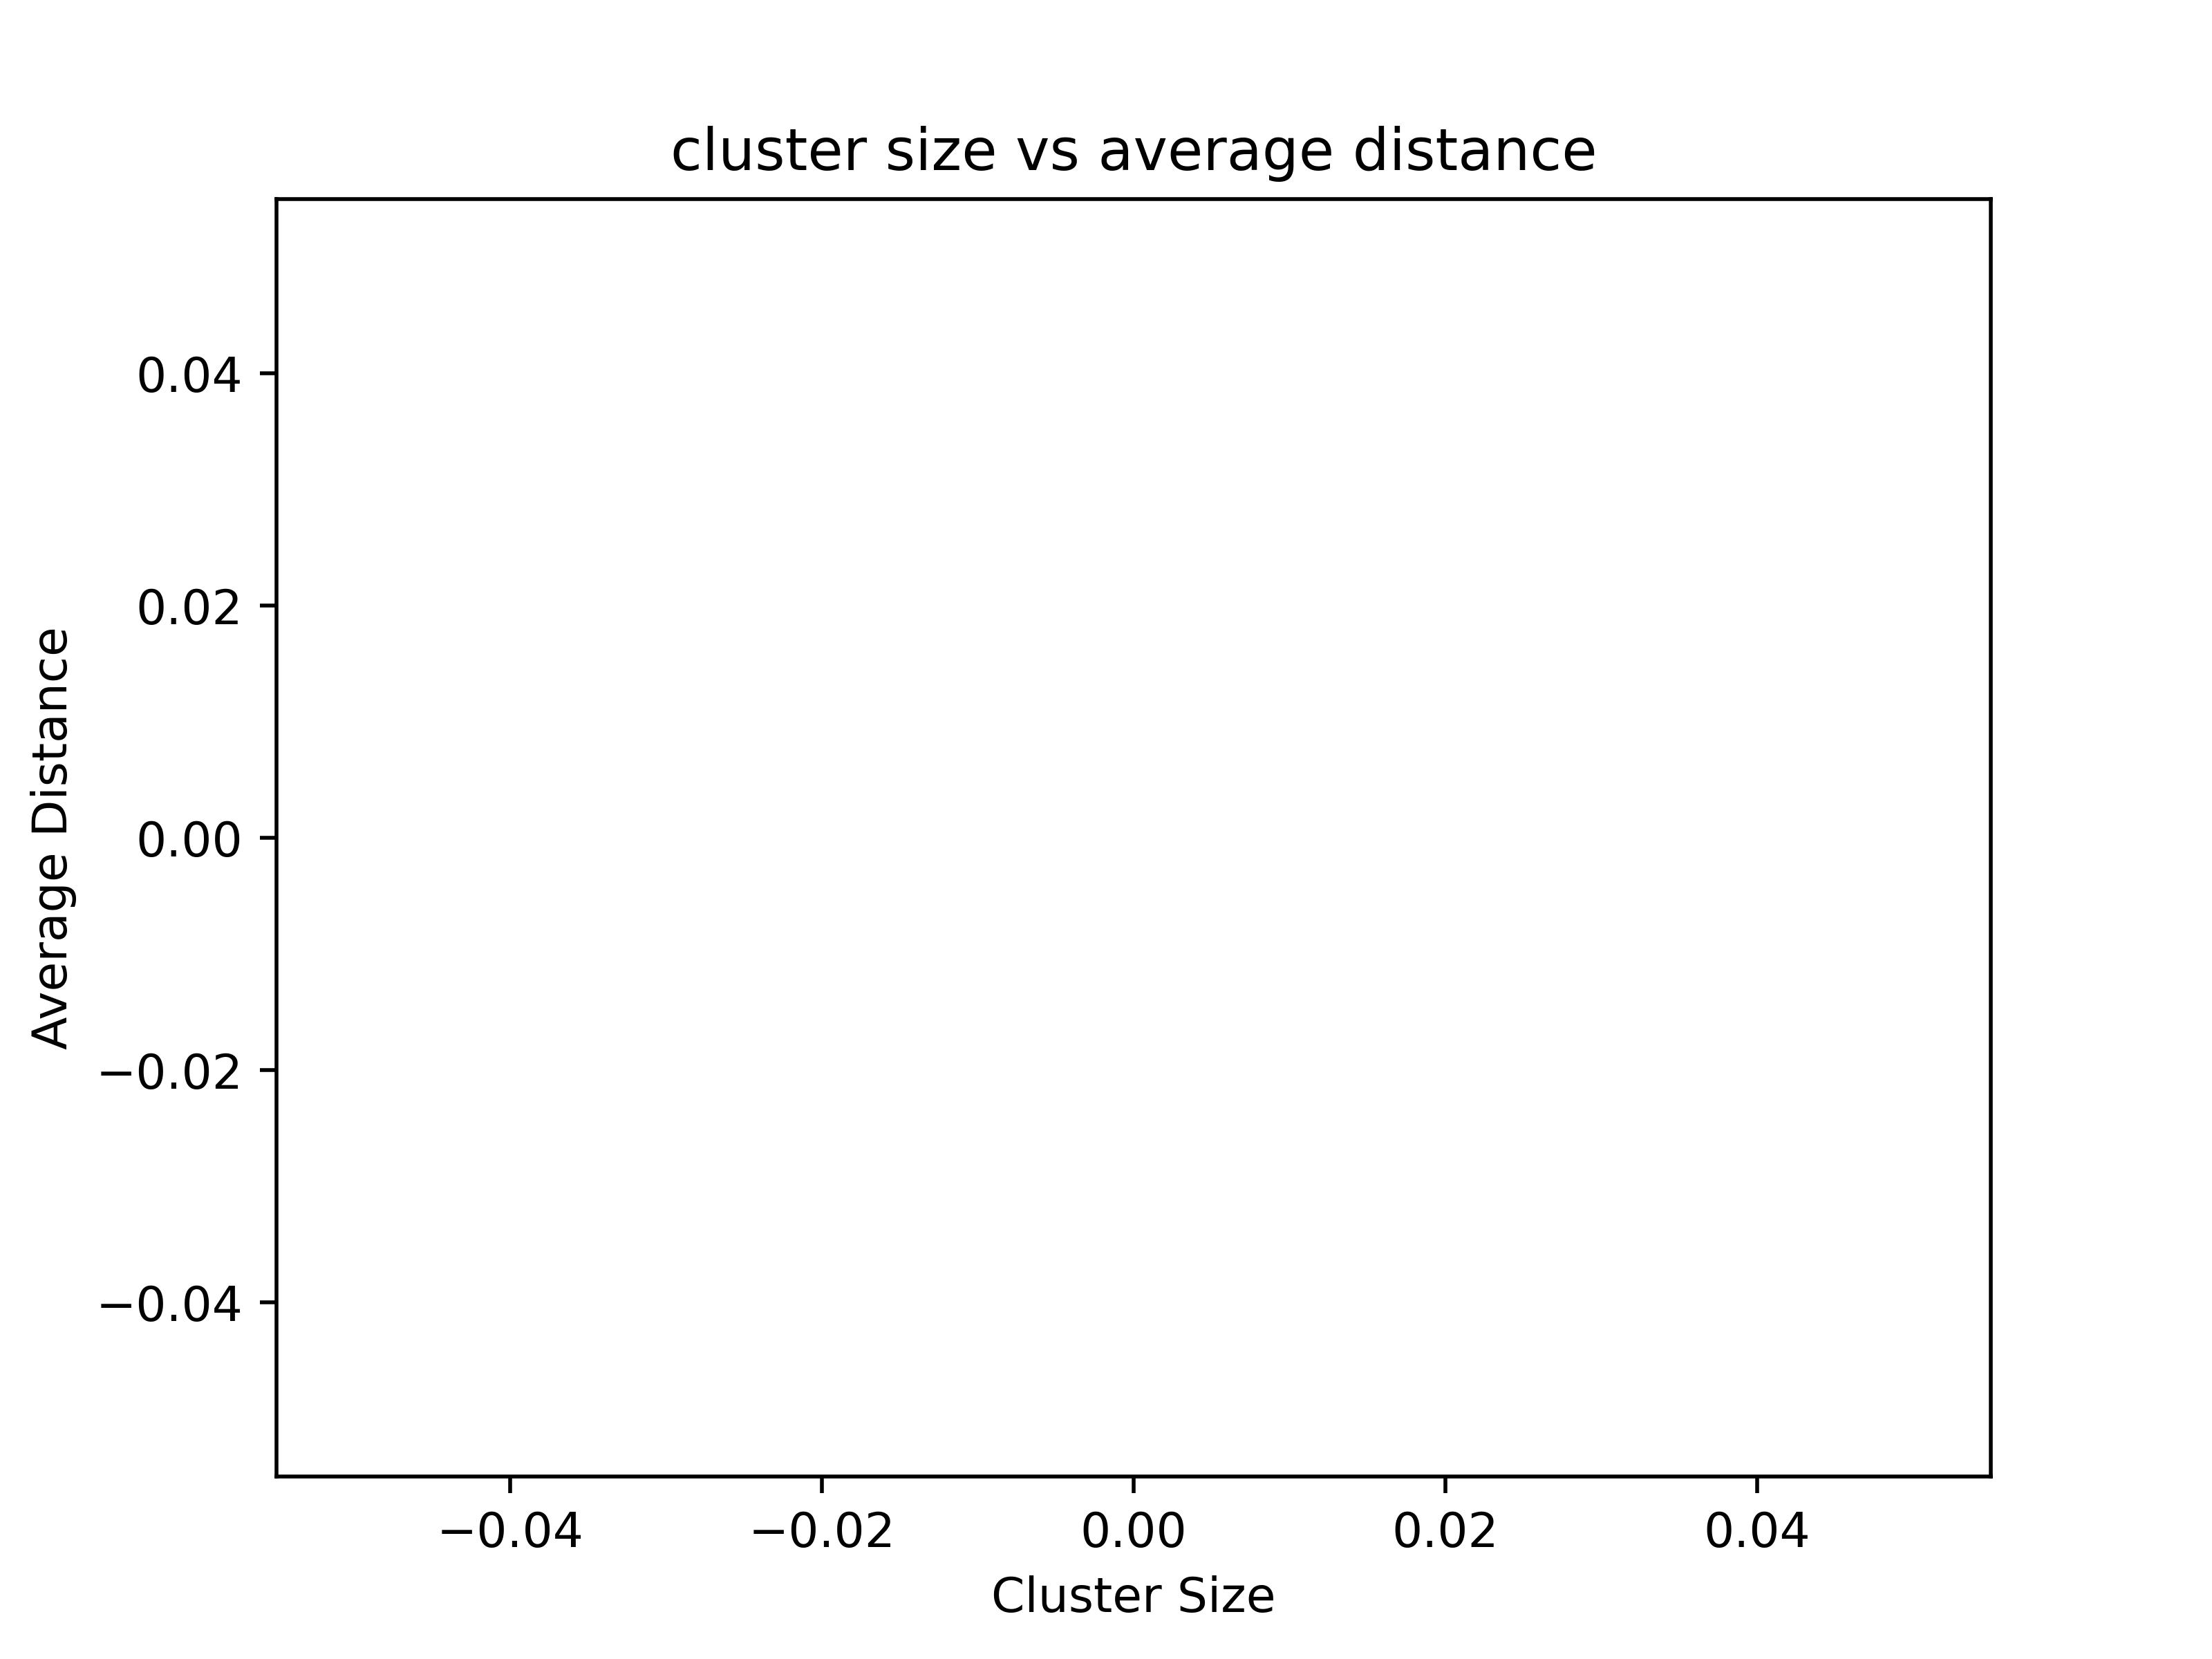 cluster size vs average distance
0.04
0.02
0.00
−0.02
−0.04
Average Distance
−0.04 −0.02 0.00 0.02 0.04
Cluster Size